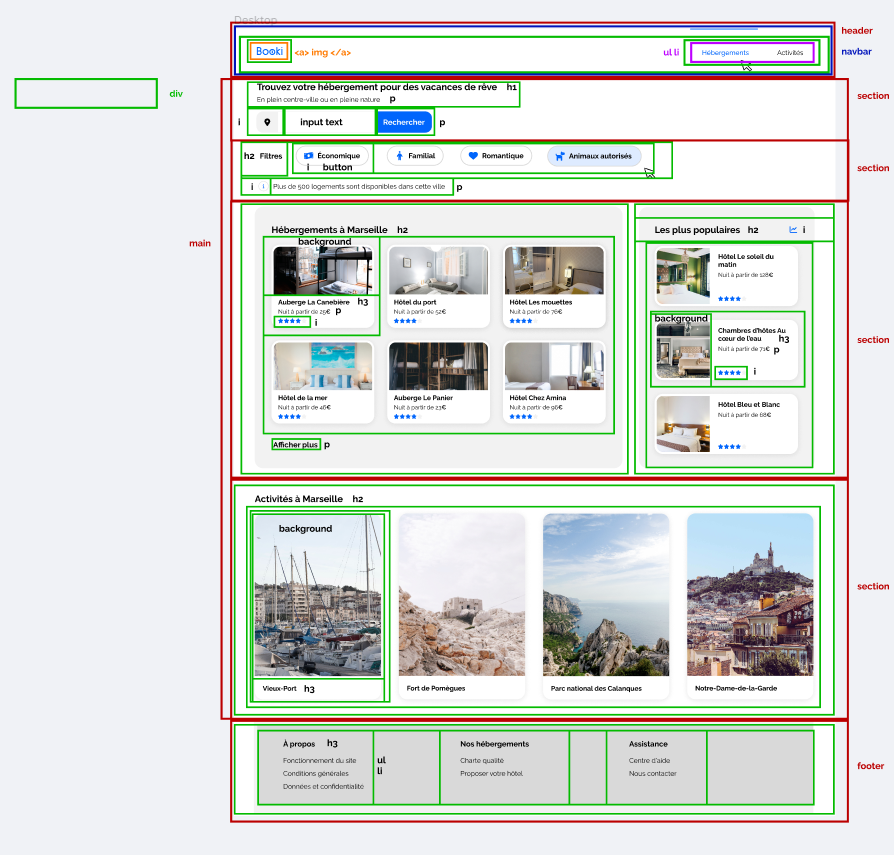 Desktop
header
Booki <a> img </a> ul li Hébergements Activités navbar
div
Trouvez votre hébergement pour des vacances de rêve h1
section
En plein centre-ville ou en pleine nature p
i input text Rechercher p
h2 Filtres Économique Familial Romantique Animaux autorisés
i button
section
i i Plus de 500 logements sont disponibles dans cette ville p
main
Hébergements à Marseille h2
background
Auberge La Canebière h3
Nuit à partir de 25€ p
i
Hôtel du port
Nuit à partir de 52€
Hôtel Les mouettes
Nuit à partir de 76€
Hôtel de la mer
Nuit à partir de 46€
Auberge Le Panier
Nuit à partir de 23€
Hôtel Chez Amina
Nuit à partir de 96€
Afficher plus p
Les plus populaires h2 i
Hôtel Le soleil du
matin
Nuit à partir de 128€
background
Chambres d'hôtes Au
cœur de l'eau h3
Nuit à partir de 71€ p
i
Hôtel Bleu et Blanc
Nuit à partir de 68€
section
Activités à Marseille h2
background
Vieux-Port h3
Fort de Pomègues
Parc national des Calanques
Notre-Dame-de-la-Garde
section
À propos h3
Fonctionnement du site
Conditions générales
Données et confidentialité
ul
li
Nos hébergements
Charte qualité
Proposer votre hôtel
Assistance
Centre d'aide
Nous contacter
footer